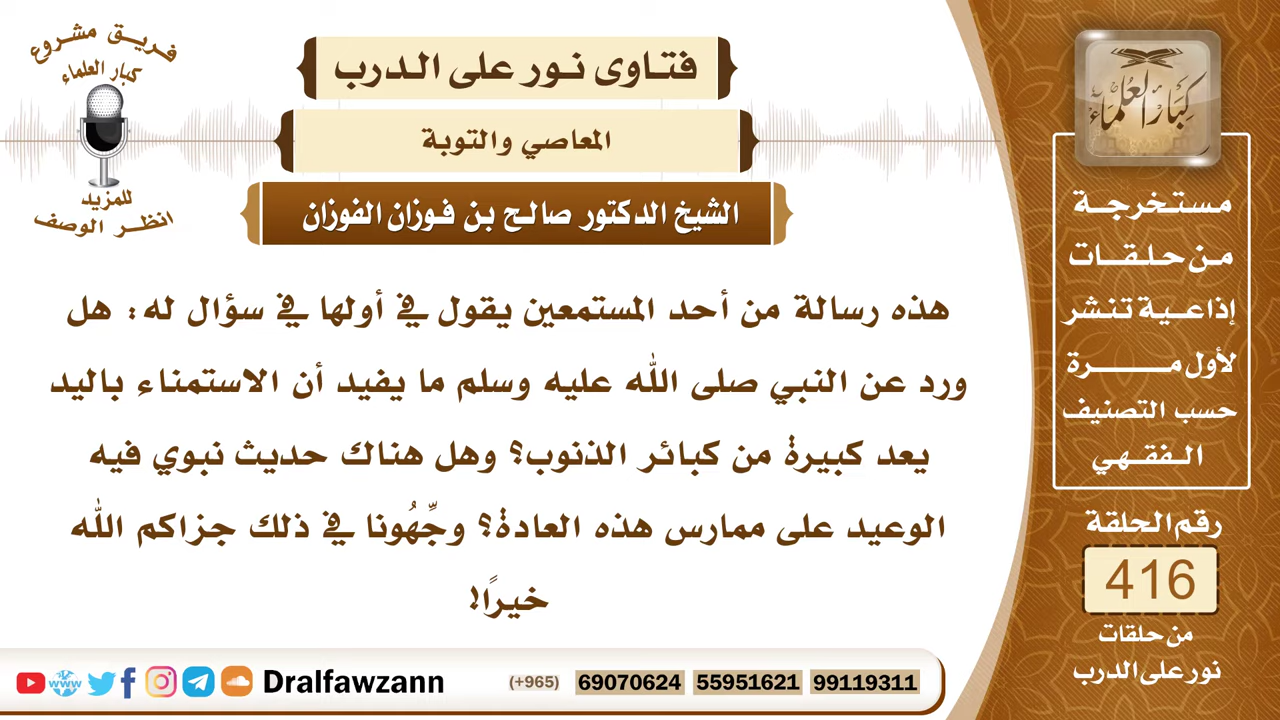 فريق مشروع
كبار العلماء
للمزيد
انظر الوصف
فتاوى نور على الدرب
المعاصي والتوبة
الشيخ الدكتور صالح بن فوزان الفوزان
هذه رسالة من أحد المستمعين يقول في أولها في سؤال له: هل
ورد عن النبي صلى الله عليه وسلم ما يفيد أن الاستمناء باليد
يعد كبيرة من كبائر الذنوب؟ وهل هناك حديث نبوي فيه
الوعيد على ممارس هذه العادة؟ وجِّهُونا في ذلك جزاكم الله
خيرًا!
كبار العلماء
مستخرجة
من حلقات
إذاعية تنشر
لأول مرة
حسب التصنيف
الفقهي
رقم الحلقة
416
من حلقات
نور على الدرب
www Dralfawzann (+965) 69070624 55951621 99119311